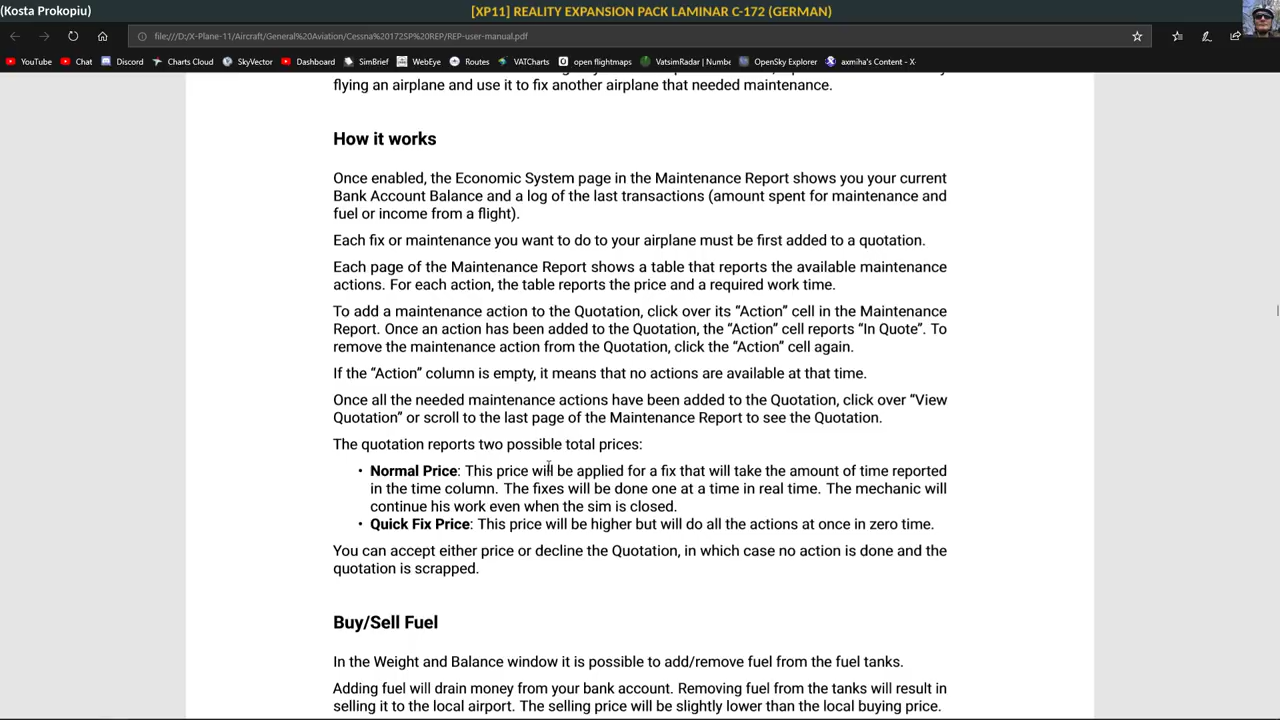 (Kosta Prokopiu)
[XP11] REALITY EXPANSION PACK LAMINAR C-172 (GERMAN)
file:///D:/X-Plane-11/Aircraft/General%20Aviation/Cessna%20172SP%20REP/REP-user-manual.pdf
YouTube Chat Discord Charts Cloud SkyVector Dashboard SimBrief WebEye Routes VATCharts open flightmaps VatsimRadar | Numbe OpenSky Explorer axmiha's Content - X-
flying an airplane and use it to fix another airplane that needed maintenance.
How it works
Once enabled, the Economic System page in the Maintenance Report shows you your current
Bank Account Balance and a log of the last transactions (amount spent for maintenance and
fuel or income from a flight).
Each fix or maintenance you want to do to your airplane must be first added to a quotation.
Each page of the Maintenance Report shows a table that reports the available maintenance
actions. For each action, the table reports the price and a required work time.
To add a maintenance action to the Quotation, click over its “Action” cell in the Maintenance
Report. Once an action has been added to the Quotation, the “Action” cell reports “In Quote”. To
remove the maintenance action from the Quotation, click the “Action” cell again.
If the “Action” column is empty, it means that no actions are available at that time.
Once all the needed maintenance actions have been added to the Quotation, click over “View
Quotation” or scroll to the last page of the Maintenance Report to see the Quotation.
The quotation reports two possible total prices:
• Normal Price: This price will be applied for a fix that will take the amount of time reported
in the time column. The fixes will be done one at a time in real time. The mechanic will
continue his work even when the sim is closed.
• Quick Fix Price: This price will be higher but will do all the actions at once in zero time.
You can accept either price or decline the Quotation, in which case no action is done and the
quotation is scrapped.
Buy/Sell Fuel
In the Weight and Balance window it is possible to add/remove fuel from the fuel tanks.
Adding fuel will drain money from your bank account. Removing fuel from the tanks will result in
selling it to the local airport. The selling price will be slightly lower than the local buying price.